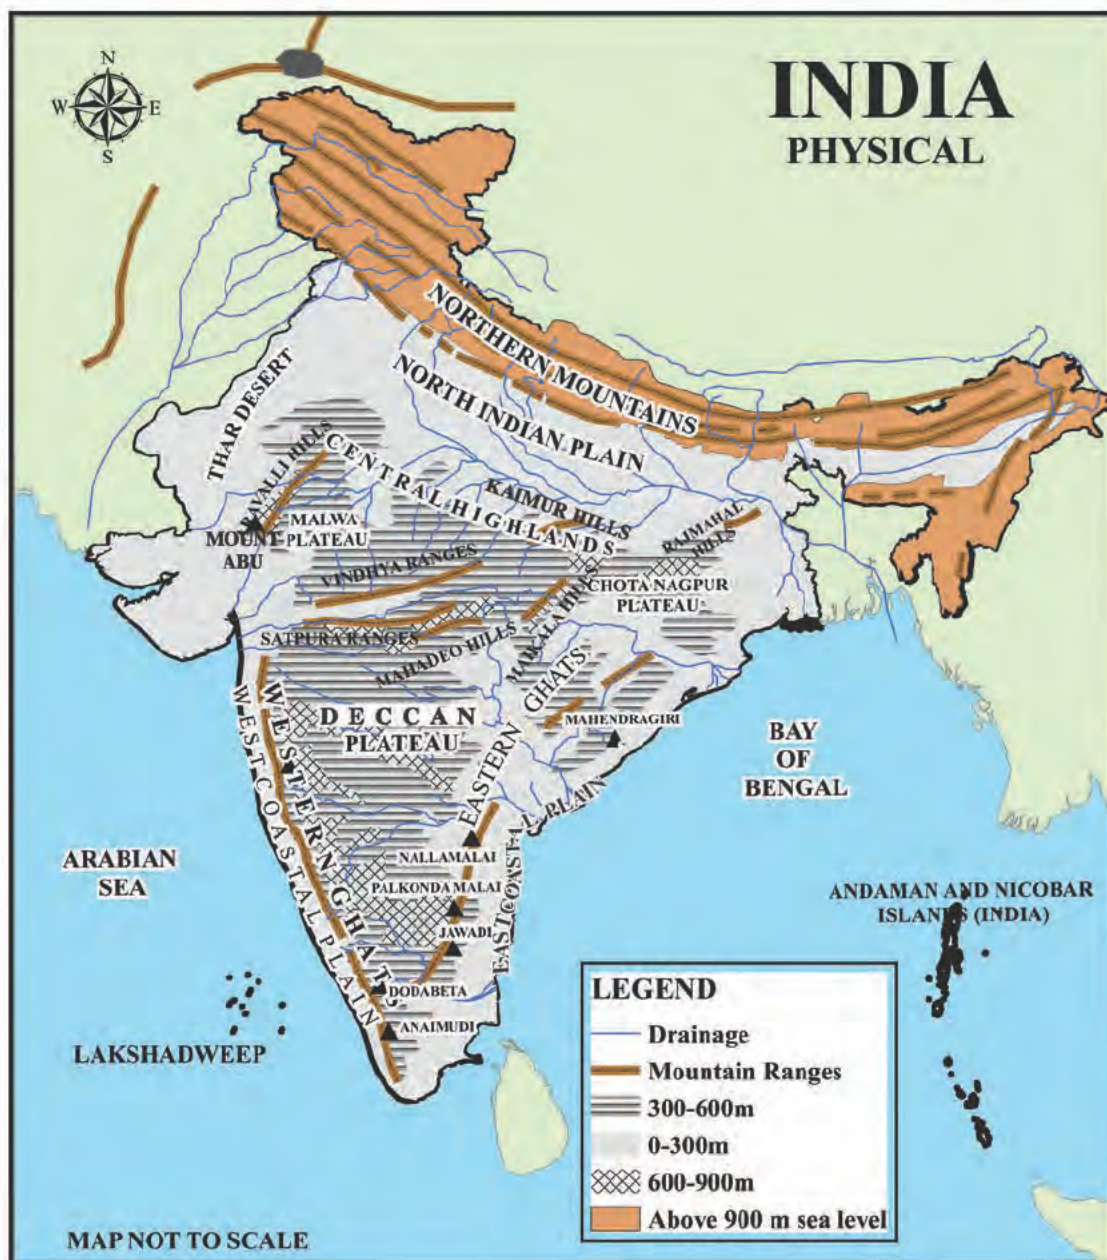 INDIA
PHYSICAL
N
W
E
S
NORTHERN MOUNTAINS
NORTH INDIAN PLAIN
THAR DESERT
ARAVALI HILLS
CENTRAL HIGHLANDS
KAIMUR HILLS
MALWA
PLATEAU
MOUNT
ABU
RAJMAHAL
HILLS
VINDHYA RANGES
CHOTA NAGPUR
PLATEAU
SATPURA RANGES
MAHADEO HILLS
MAIKALA HILLS
DECCAN
PLATEAU
EASTERN GHATS
MAHENDRAGIRI
WESTERN GHATS
WEST COASTAL PLAIN
EAST COASTAL PLAIN
BAY
OF
BENGAL
ARABIAN
SEA
NALLAMALAI
PALKONDA MALAI
JAWADI
DODABETA
ANAIMUDI
ANDAMAN AND NICOBAR
ISLANDS (INDIA)
LAKSHADWEEP
LEGEND
Drainage
Mountain Ranges
300-600m
0-300m
600-900m
Above 900 m sea level
MAP NOT TO SCALE